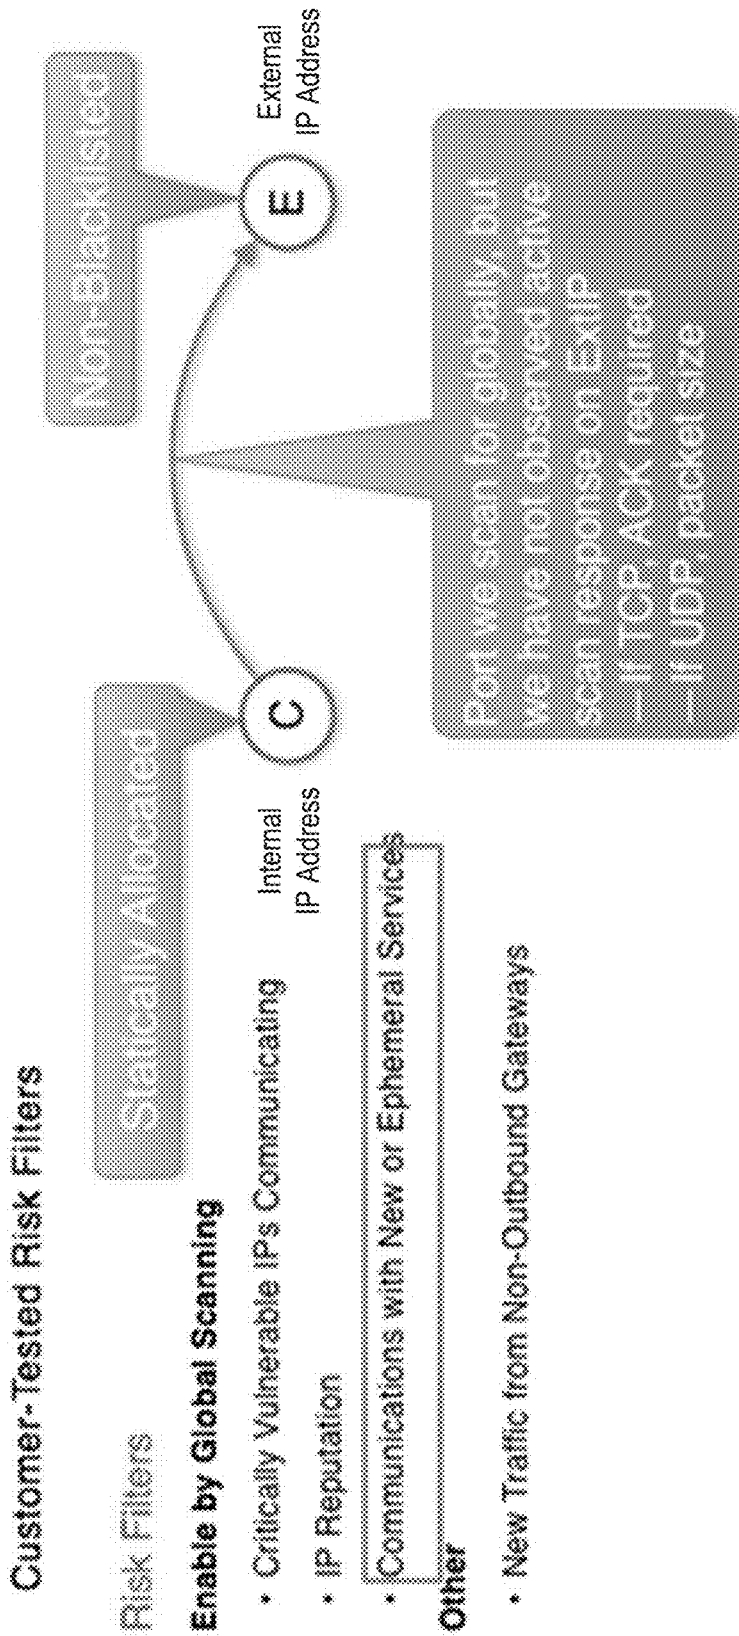 Customer-Tested Risk Filters
Risk Filters
Enable by Global Scanning
• Critically Vulnerable IPs Communicating
• IP Reputation
• Communications with New or Ephemeral Services
Other
• New Traffic from Non-Outbound Gateways
Statically Allocated
Non-Blacklisted
Internal
IP Address
C
E
External
IP Address
Port we scan for globally, but
we have not observed active
scan response on ExtIP
—If TCP, ACK required
—If UDP, packet size